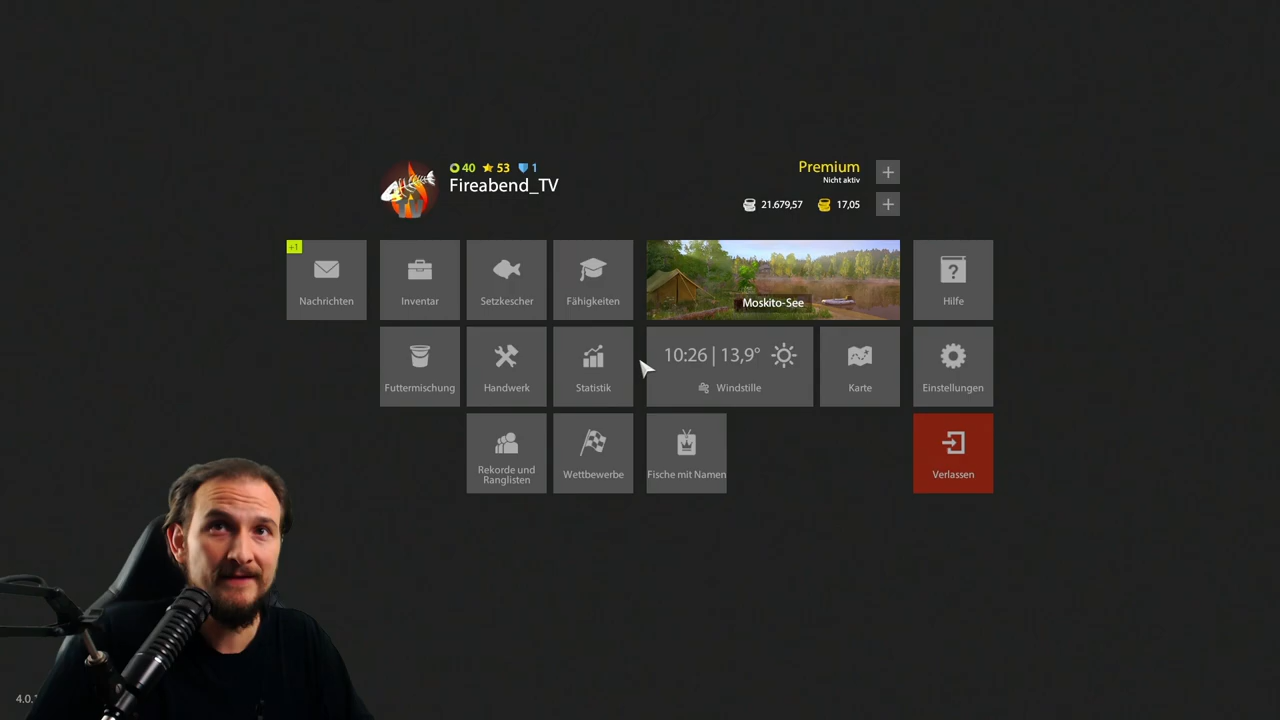 40 53 1
Fireabend_TV
Premium
Nicht aktiv
21.679,57 17,05
+1
Nachrichten
Inventar
Setzkescher
Fähigkeiten
Moskito-See
Hilfe
Futtermischung
Handwerk
Statistik
10:26 | 13,9°
Windstille
Karte
Einstellungen
Rekorde und
Ranglisten
Wettbewerbe
Fische mit Namen
Verlassen
4.0.